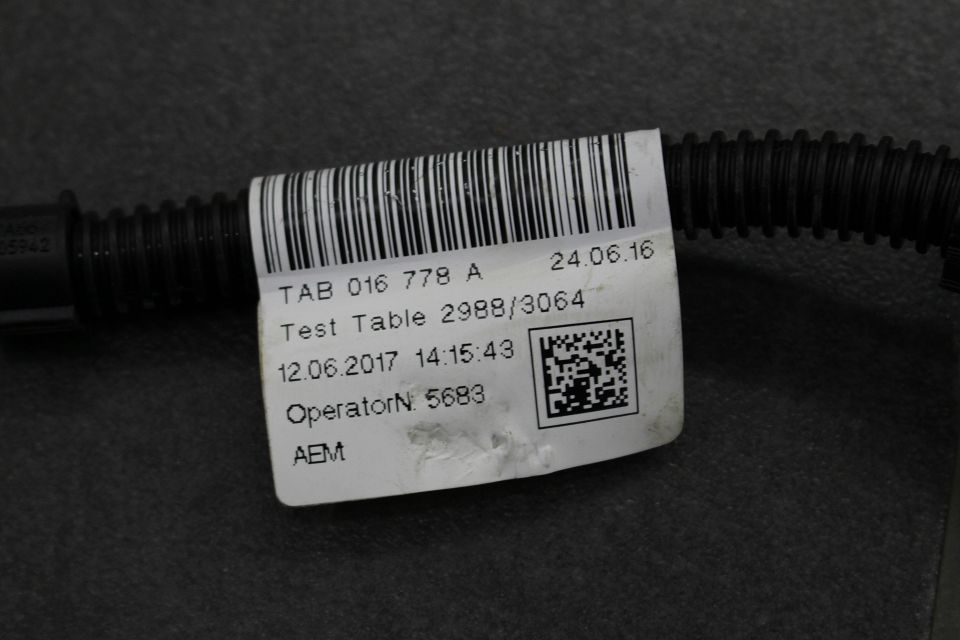 TAB 016 778 A 24.06.16
Test Table 2988/3064
12.06.2017 14:15:43
OperatorN. 5683
AEM
05942